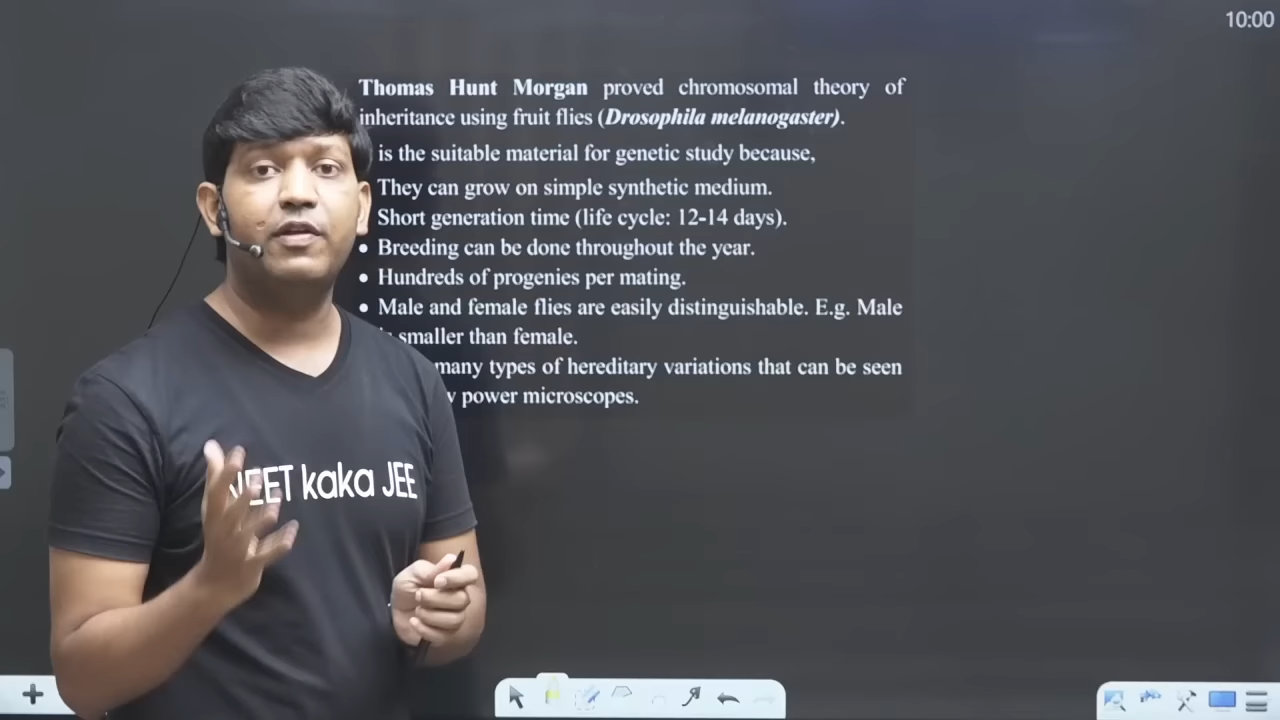 10:00
Thomas Hunt Morgan proved chromosomal theory of
inheritance using fruit flies (Drosophila melanogaster).
is the suitable material for genetic study because,
They can grow on simple synthetic medium.
Short generation time (life cycle: 12-14 days).
• Breeding can be done throughout the year.
• Hundreds of progenies per mating.
• Male and female flies are easily distinguishable. E.g. Male
smaller than female.
many types of hereditary variations that can be seen
power microscopes.
NEET kaka JEE